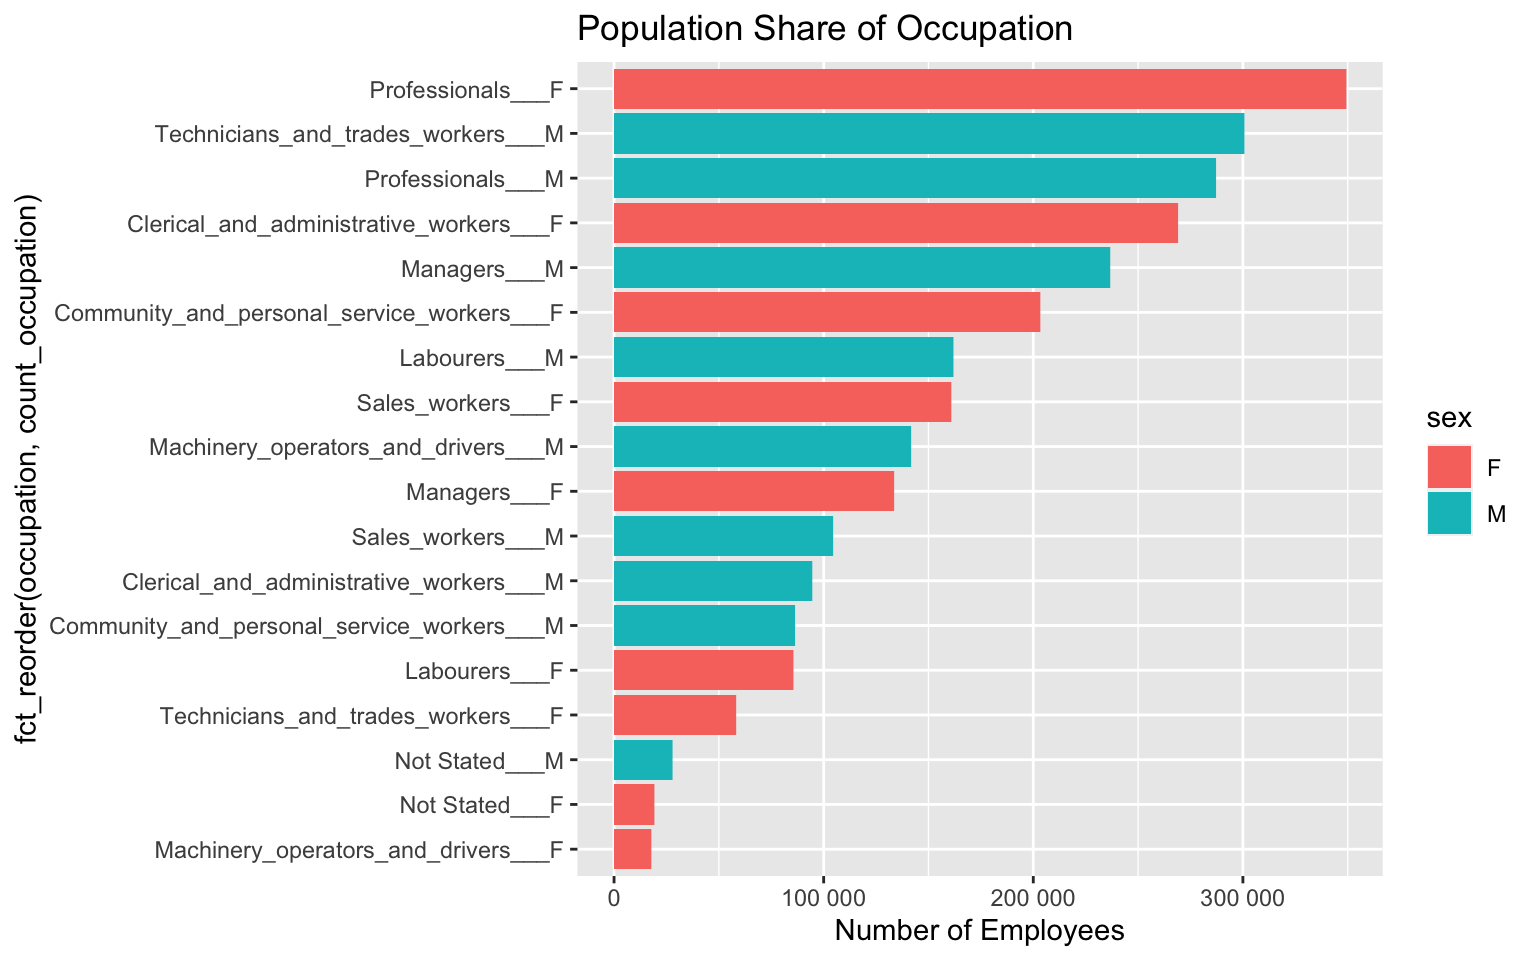 Population Share of Occupation
fct_reorder(occupation, count_occupation)
Professionals___F
Technicians_and_trades_workers___M
Professionals___M
Clerical_and_administrative_workers___F
Managers___M
Community_and_personal_service_workers___F
Labourers___M
Sales_workers___F
Machinery_operators_and_drivers___M
Managers___F
Sales_workers___M
Clerical_and_administrative_workers___M
Community_and_personal_service_workers___M
Labourers___F
Technicians_and_trades_workers___F
Not Stated___M
Not Stated___F
Machinery_operators_and_drivers___F
0 100 000 200 000 300 000
Number of Employees
sex
F
M